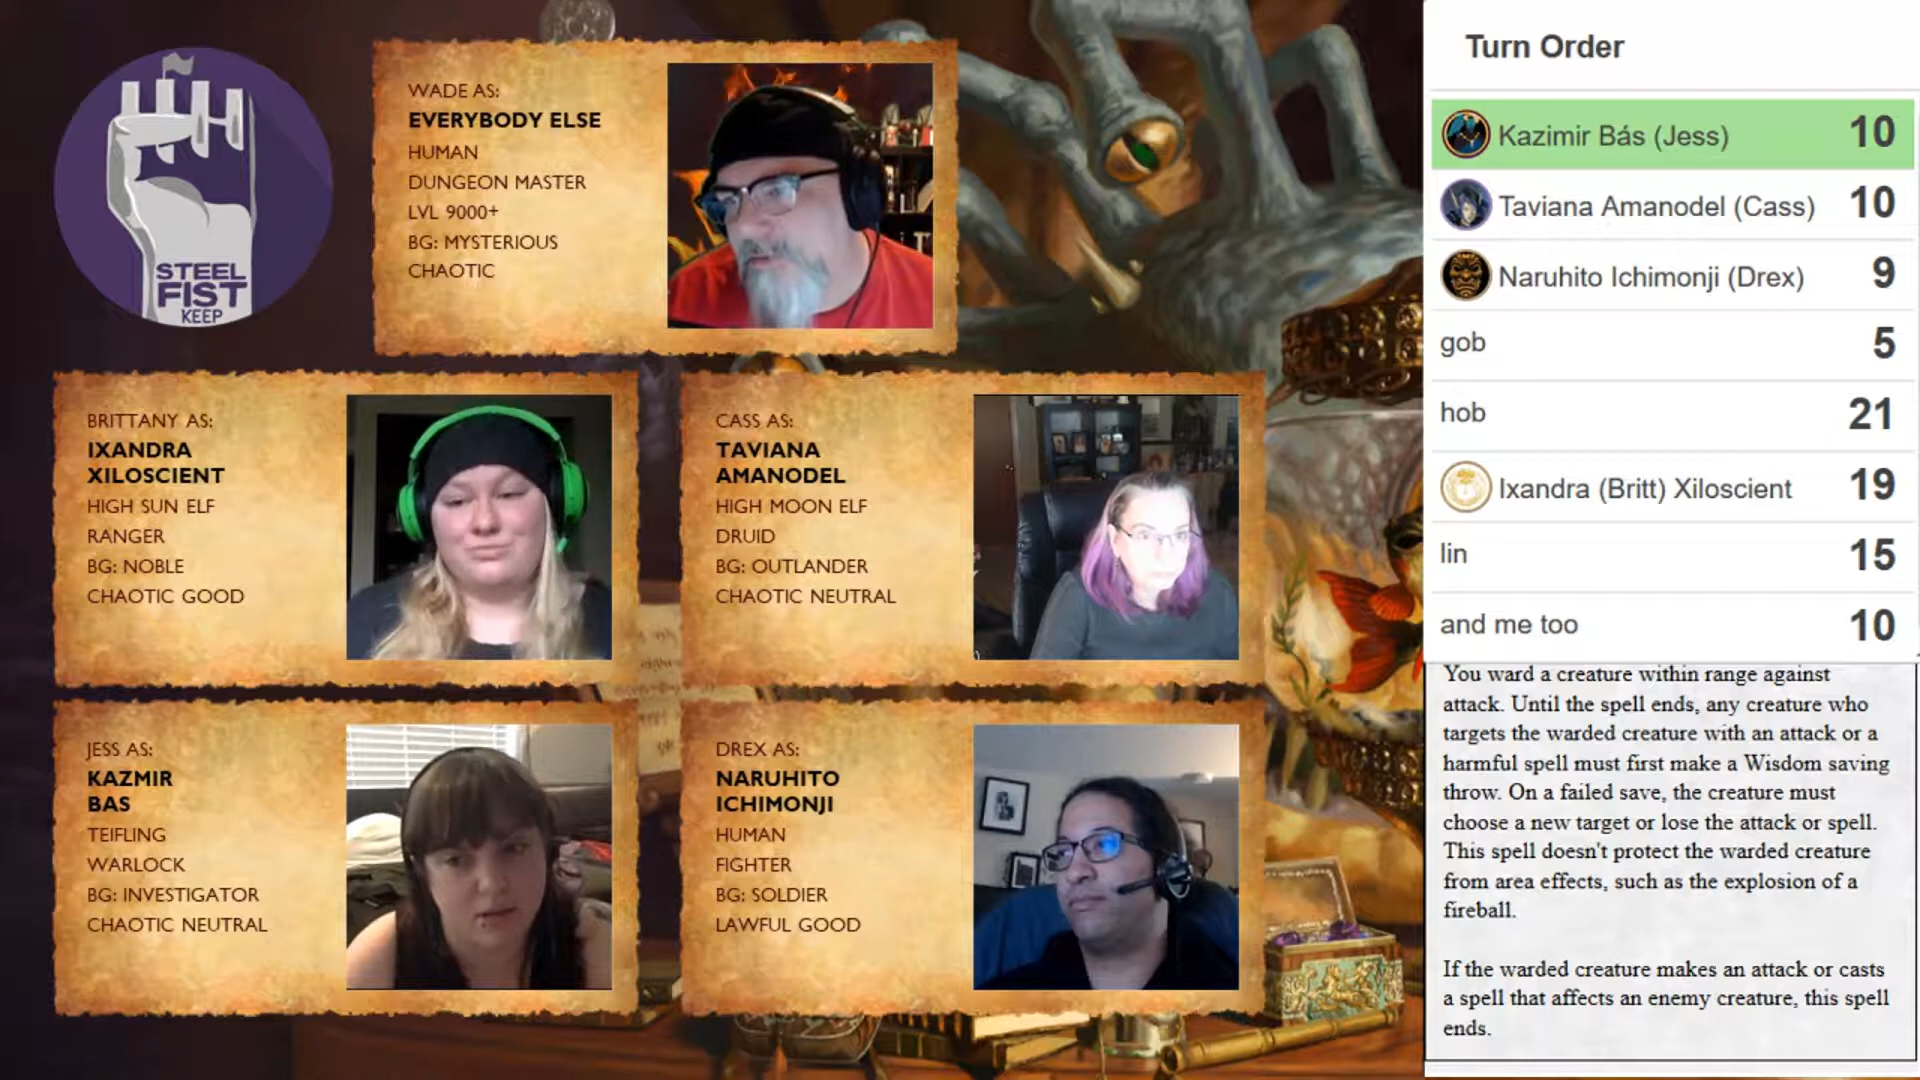 STEEL
FIST
KEEP
WADE AS:
EVERYBODY ELSE
HUMAN
DUNGEON MASTER
LVL 9000+
BG: MYSTERIOUS
CHAOTIC
BRITTANY AS:
IXANDRA
XILOSCIENT
HIGH SUN ELF
RANGER
BG: NOBLE
CHAOTIC GOOD
CASS AS:
TAVIANA
AMANODEL
HIGH MOON ELF
DRUID
BG: OUTLANDER
CHAOTIC NEUTRAL
JESS AS:
KAZMIR
BAS
TEIFLING
WARLOCK
BG: INVESTIGATOR
CHAOTIC NEUTRAL
DREX AS:
NARUHITO
ICHIMONJI
HUMAN
FIGHTER
BG: SOLDIER
LAWFUL GOOD
Turn Order
Kazimir Bás (Jess) 10
Taviana Amanodel (Cass) 10
Naruhito Ichimonji (Drex) 9
gob 5
hob 21
Ixandra (Britt) Xiloscient 19
lin 15
and me too 10
You ward a creature within range against
attack. Until the spell ends, any creature who
targets the warded creature with an attack or a
harmful spell must first make a Wisdom saving
throw. On a failed save, the creature must
choose a new target or lose the attack or spell.
This spell doesn't protect the warded creature
from area effects, such as the explosion of a
fireball.
If the warded creature makes an attack or casts
a spell that affects an enemy creature, this spell
ends.